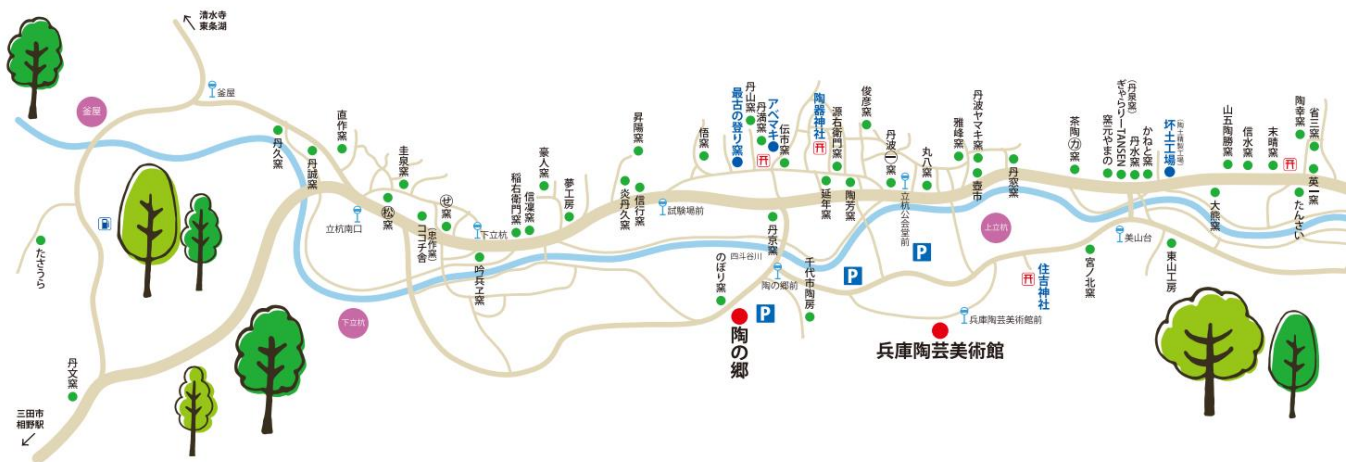 清水寺
東条湖
釜屋
釜屋
直作窯
丹久窯
丹誠窯
圭泉窯
立杭南口
㊑窯
ココチ舎
(忠作窯)
せ窯
下立杭
吟兵ヱ窯
稲右衛門窯
信凜窯
豪人窯
夢工房
昇陽窯
炎丹久窯
信行窯
試験場前
悟窯
最古の登り窯
丹山窯
丹満窯
アベマキ
伝市窯
陶器神社
源右衛門窯
俊彦窯
延年窯
陶芳窯
丹波㊀窯
立杭公会堂前
丸八窯
雅峰窯
丹波ヤマキ窯
壺市
丹窓窯
上立杭
茶陶㋕窯
窯元やまの
ぎゃらりーTANSEN
(丹泉窯)
丹水窯
かねと窯
坏土工場
(陶土精製工場)
山五陶勝窯
信水窯
末晴窯
陶幸窯
省三窯
英一窯
たんさい
大熊窯
美山台
東山工房
宮ノ北窯
住吉神社
兵庫陶芸美術館前
兵庫陶芸美術館
P
P
P
四斗谷川
丹京窯
陶の郷前
千代市陶房
のぼり窯
陶の郷
下立杭
たさうら
丹文窯
三田市
相野駅